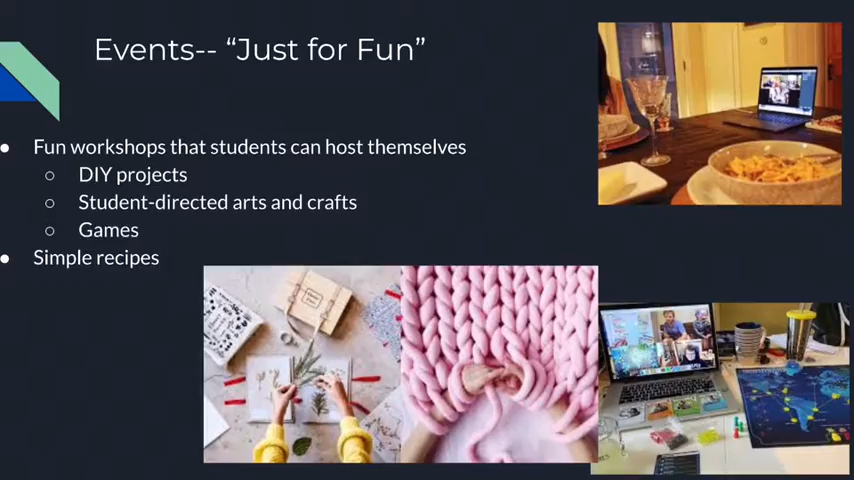 Events-- “Just for Fun”
● Fun workshops that students can host themselves
○ DIY projects
○ Student-directed arts and crafts
○ Games
● Simple recipes